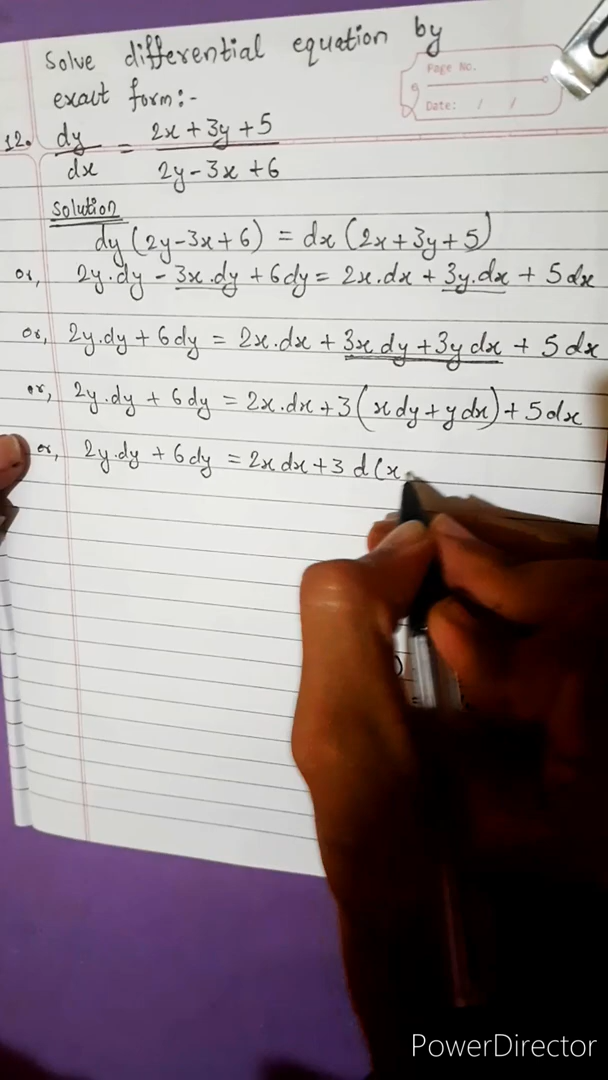 Solve differential equation by
exact form:-
Page No.
Date: / /
12. dy/dx = 2x + 3y + 5 / 2y - 3x + 6
Solution
dy (2y - 3x + 6) = dx (2x + 3y + 5)
or, 2y.dy - 3x.dy + 6dy = 2x.dx + 3y.dx + 5dx
or, 2y.dy + 6dy = 2x.dx + 3x dy + 3y dx + 5dx
or, 2y.dy + 6dy = 2x.dx + 3(x dy + y dx) + 5dx
or, 2y.dy + 6dy = 2x dx + 3 d(x.
PowerDirector